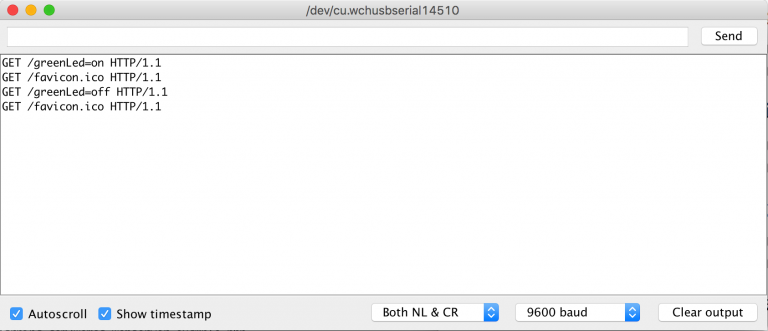 /dev/cu.wchusbserial14510
Send
GET /greenLed=on HTTP/1.1
GET /favicon.ico HTTP/1.1
GET /greenLed=off HTTP/1.1
GET /favicon.ico HTTP/1.1
Autoscroll Show timestamp Both NL & CR 9600 baud Clear output